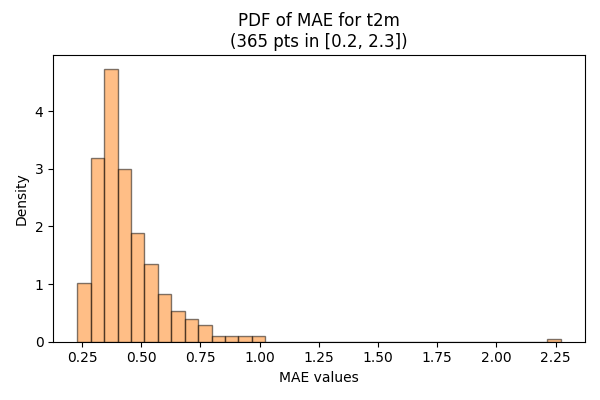 PDF of MAE for t2m
(365 pts in [0.2, 2.3])
Density
4
3
2
1
0
0.25 0.50 0.75 1.00 1.25 1.50 1.75 2.00 2.25
MAE values